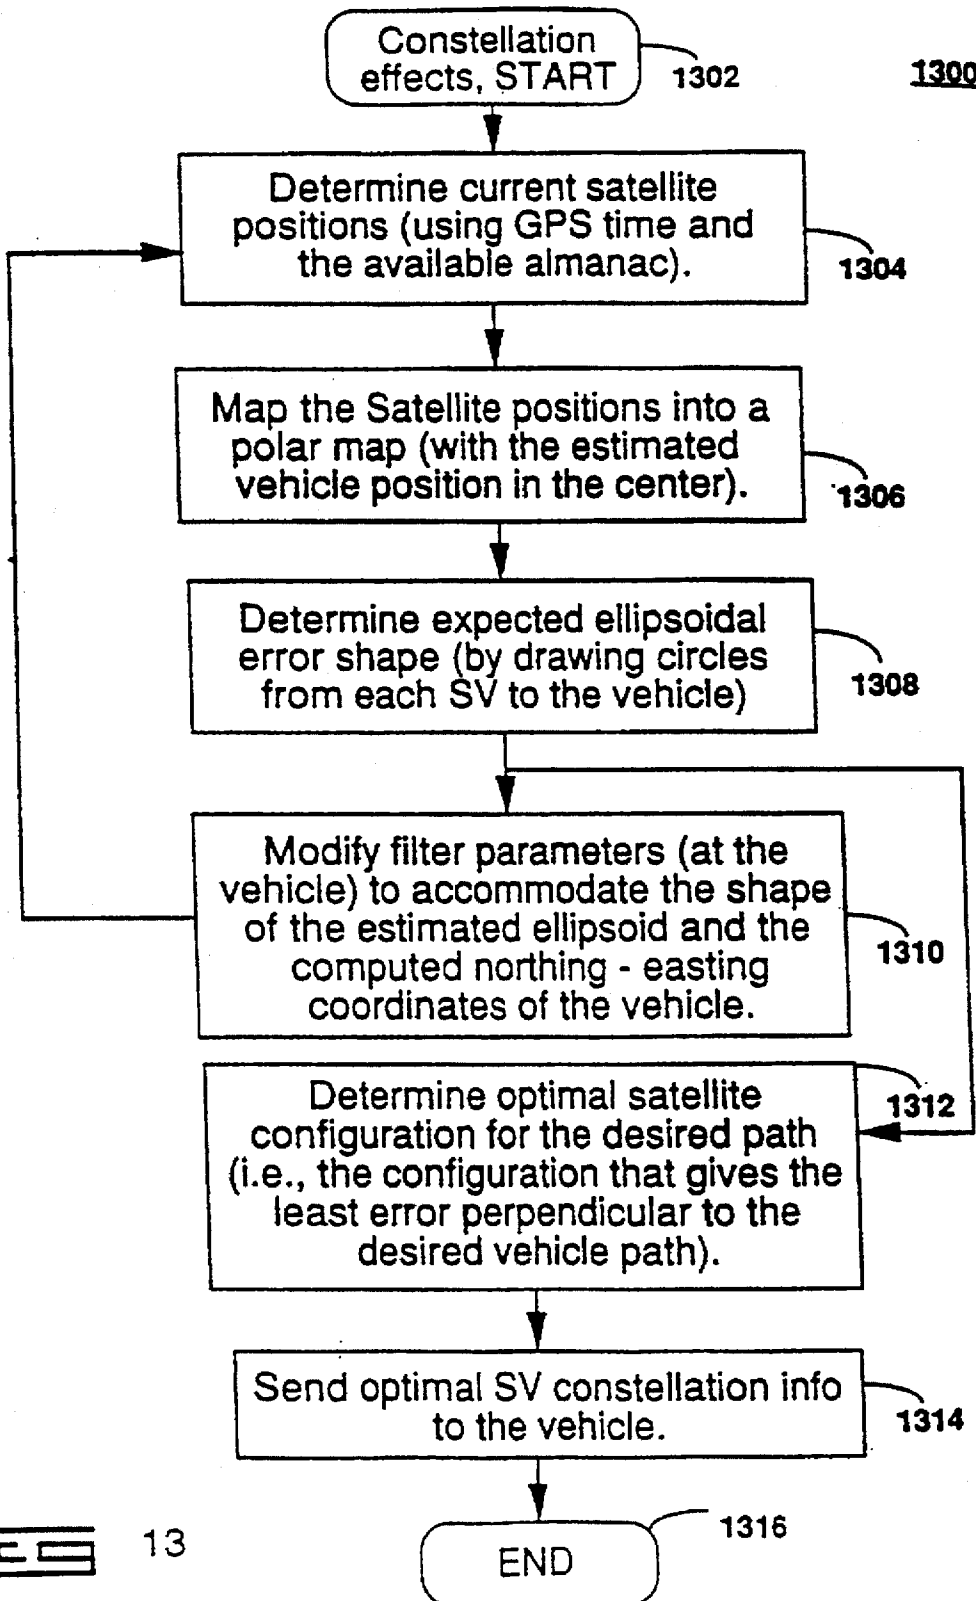 Constellation
effects, START
1302
1300
Determine current satellite
positions (using GPS time and
the available almanac).
1304
Map the Satellite positions into a
polar map (with the estimated
vehicle position in the center).
1306
Determine expected ellipsoidal
error shape (by drawing circles
from each SV to the vehicle)
1308
Modify filter parameters (at the
vehicle) to accommodate the shape
of the estimated ellipsoid and the
computed northing - easting
coordinates of the vehicle.
1310
Determine optimal satellite
configuration for the desired path
(i.e., the configuration that gives the
least error perpendicular to the
desired vehicle path).
1312
Send optimal SV constellation info
to the vehicle.
1314
END
1316
13